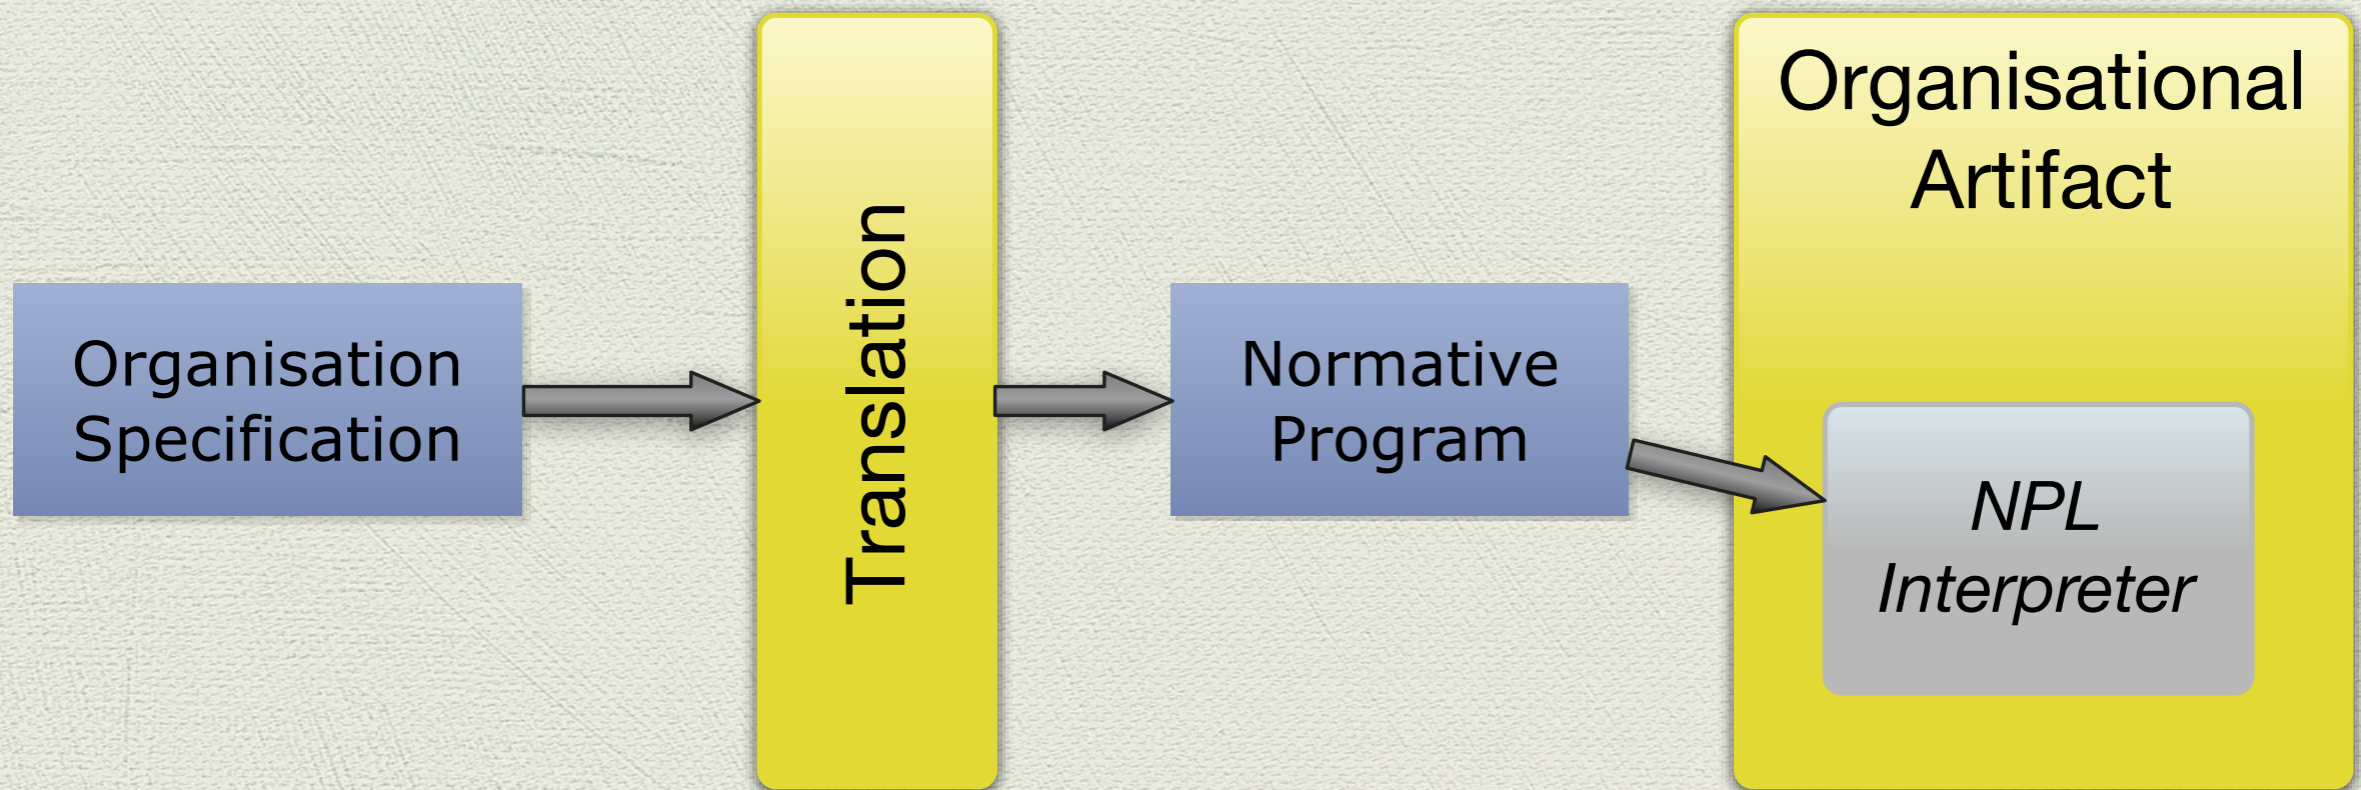 Organisation
Specification
Translation
Normative
Program
Organisational
Artifact
NPL
Interpreter